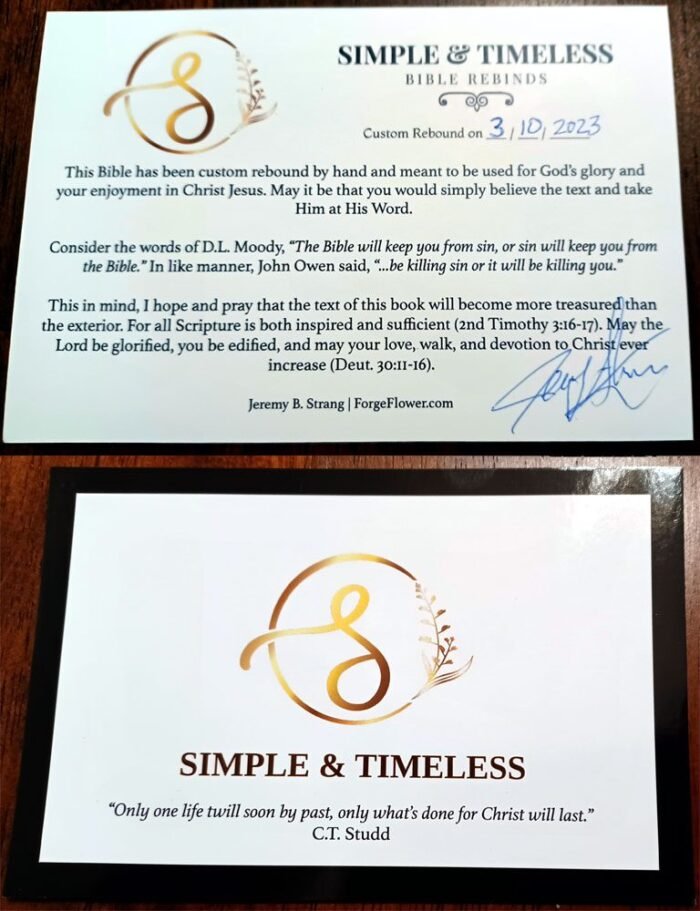 SIMPLE & TIMELESS
BIBLE REBINDS
Custom Rebound on 3/10/2023
This Bible has been custom rebound by hand and meant to be used for God's glory and
your enjoyment in Christ Jesus. May it be that you would simply believe the text and take
Him at His Word.
Consider the words of D.L. Moody, “The Bible will keep you from sin, or sin will keep you from
the Bible.” In like manner, John Owen said, “...be killing sin or it will be killing you.”
This in mind, I hope and pray that the text of this book will become more treasured than
the exterior. For all Scripture is both inspired and sufficient (2nd Timothy 3:16-17). May the
Lord be glorified, you be edified, and may your love, walk, and devotion to Christ ever
increase (Deut. 30:11-16).
Jeremy B. Strang | ForgeFlower.com
SIMPLE & TIMELESS
“Only one life twill soon by past, only what's done for Christ will last.”
C.T. Studd